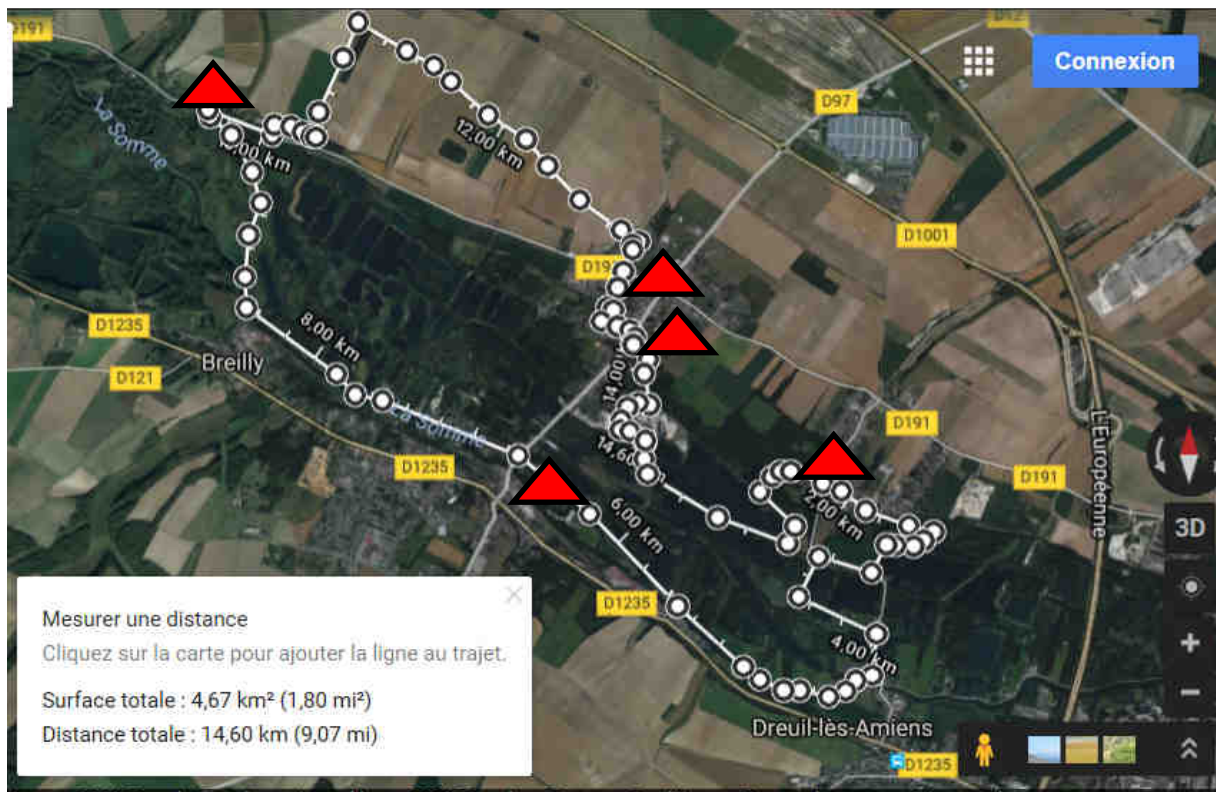 D191
D12
Connexion
La Somme
D97
12,00 km
D1001
D1235
8,00 km
Breilly
D121
La Somme
14,00
D191
D1235
14,60
D191
L'Européenne
2,00 km
6,00 km
3D
Mesurer une distance
Cliquez sur la carte pour ajouter la ligne au trajet.
D1235
4,00 km
Surface totale : 4,67 km² (1,80 mi²)
Distance totale : 14,60 km (9,07 mi)
Dreuil-lès-Amiens
D1235